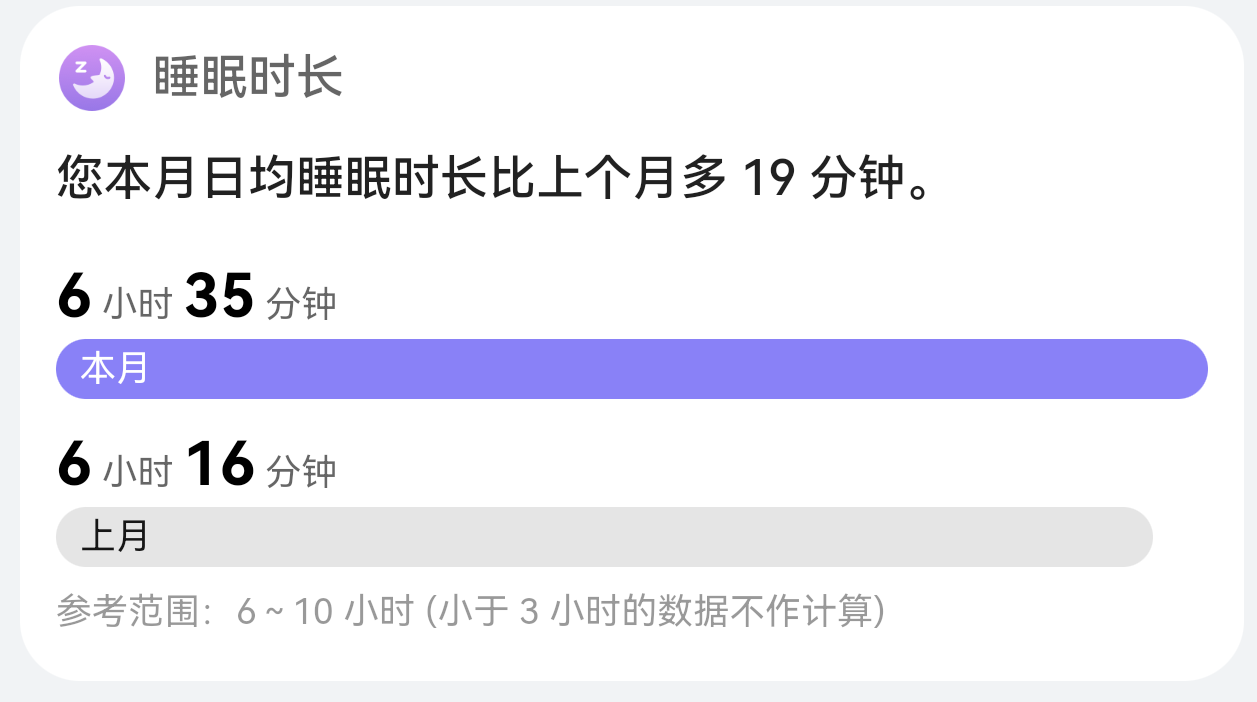 睡眠时长
您本月日均睡眠时长比上个月多 19 分钟。
6 小时 35 分钟
本月
6 小时 16 分钟
上月
参考范围：6 ~ 10 小时 (小于 3 小时的数据不作计算)